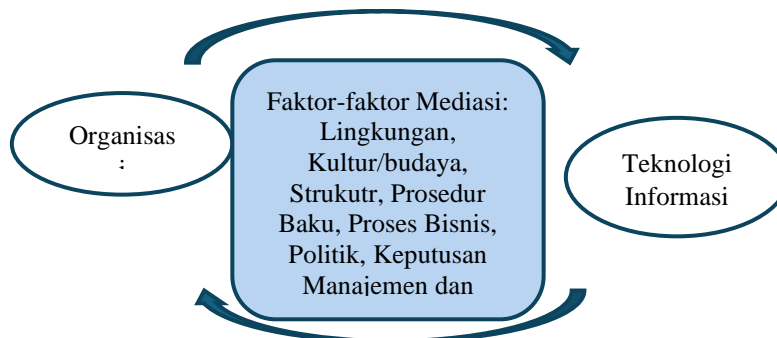 Organisas
Faktor-faktor Mediasi:
Lingkungan,
Kultur/budaya,
Strukutr, Prosedur
Baku, Proses Bisnis,
Politik, Keputusan
Manajemen dan
Teknologi
Informasi